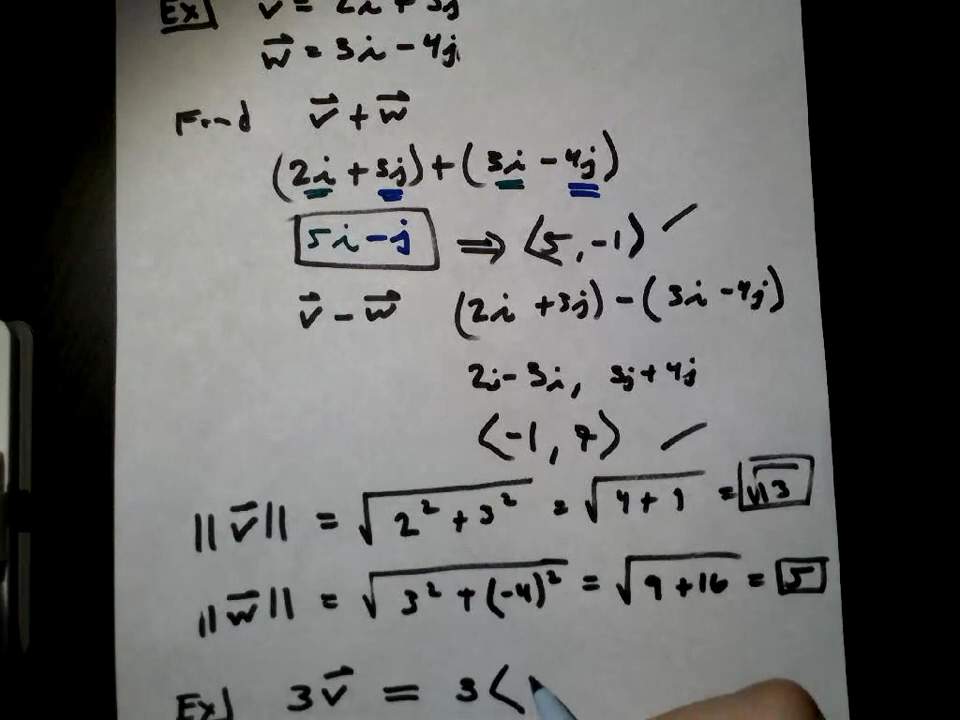 Ex] v⃗ = 2i + 3j
w⃗ = 3i - 4j
Find v⃗ + w⃗
(2i + 3j) + (3i - 4j)
5i - j ⟹ ⟨5, -1⟩ ✓
v⃗ - w⃗ (2i + 3j) - (3i - 4j)
2i - 3i, 3j + 4j
⟨-1, 7⟩ ✓
||v⃗|| = √(2² + 3²) = √(4 + 9) = √13
||w⃗|| = √(3² + (-4)²) = √(9 + 16) = 5
Ex] 3v⃗ = 3⟨